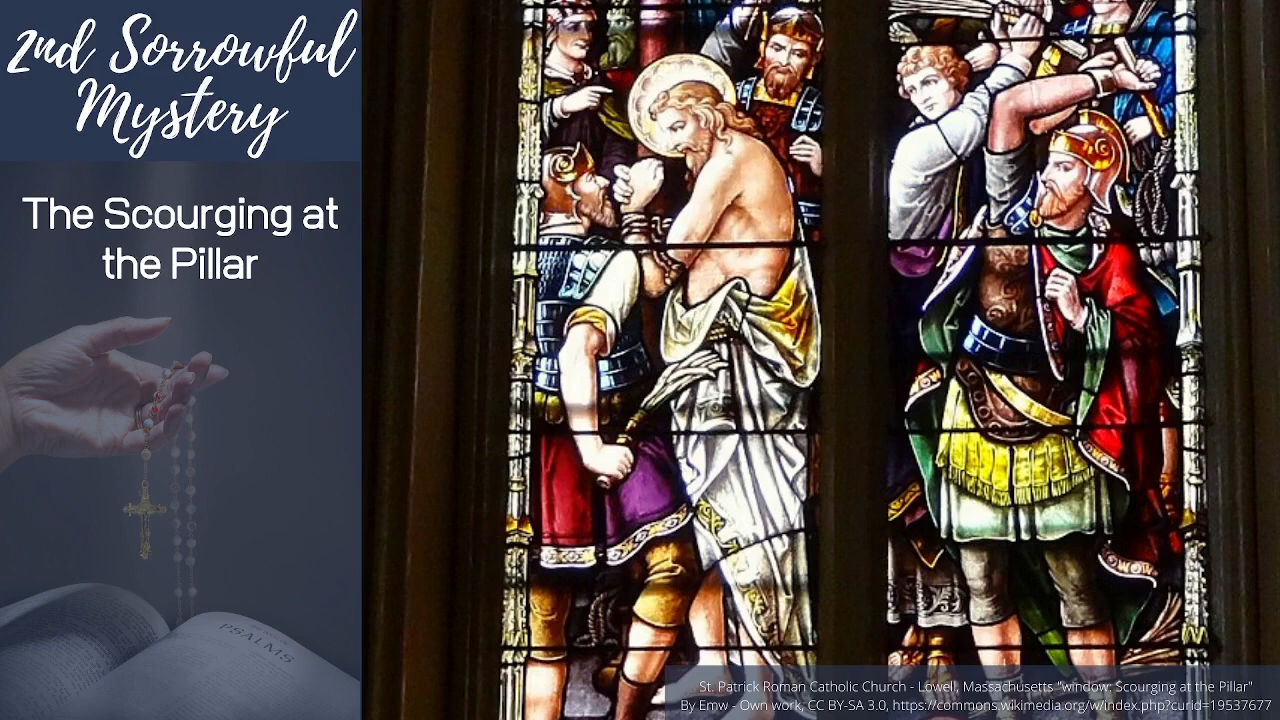 2nd Sorrowful
Mystery
The Scourging at
the Pillar
PSALMS
St. Patrick Roman Catholic Church - Lowell, Massachusetts "window: Scourging at the Pillar"
By Emw - Own work, CC BY-SA 3.0, https://commons.wikimedia.org/w/index.php?curid=19537677